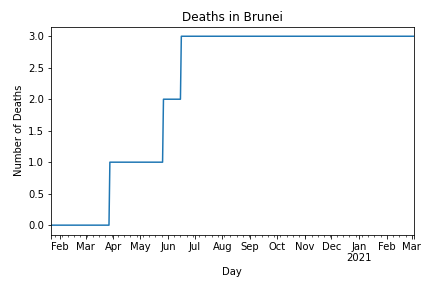 Deaths in Brunei
Number of Deaths
3.0
2.5
2.0
1.5
1.0
0.5
0.0
Feb Mar Apr May Jun Jul Aug Sep Oct Nov Dec Jan Feb Mar
2021
Day